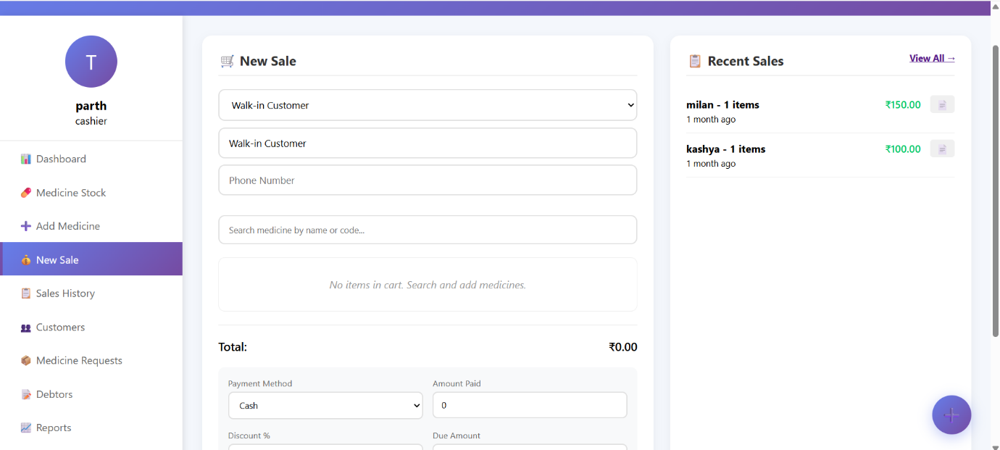 T
parth
cashier
Dashboard
Medicine Stock
Add Medicine
New Sale
Sales History
Customers
Medicine Requests
Debtors
Reports
New Sale
Walk-in Customer
Walk-in Customer
Phone Number
Search medicine by name or code...
No items in cart. Search and add medicines.
Total: ₹0.00
Payment Method Amount Paid
Cash 0
Discount % Due Amount
Recent Sales View All →
milan - 1 items ₹150.00
1 month ago
kashya - 1 items ₹100.00
1 month ago